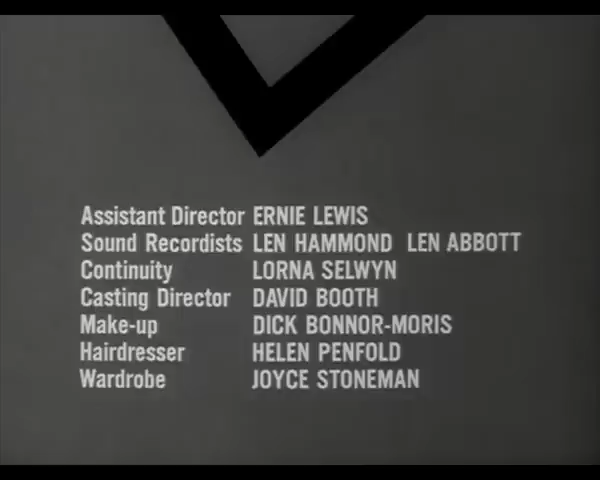 Assistant Director ERNIE LEWIS
Sound Recordists LEN HAMMOND LEN ABBOTT
Continuity LORNA SELWYN
Casting Director DAVID BOOTH
Make-up DICK BONNOR-MORIS
Hairdresser HELEN PENFOLD
Wardrobe JOYCE STONEMAN